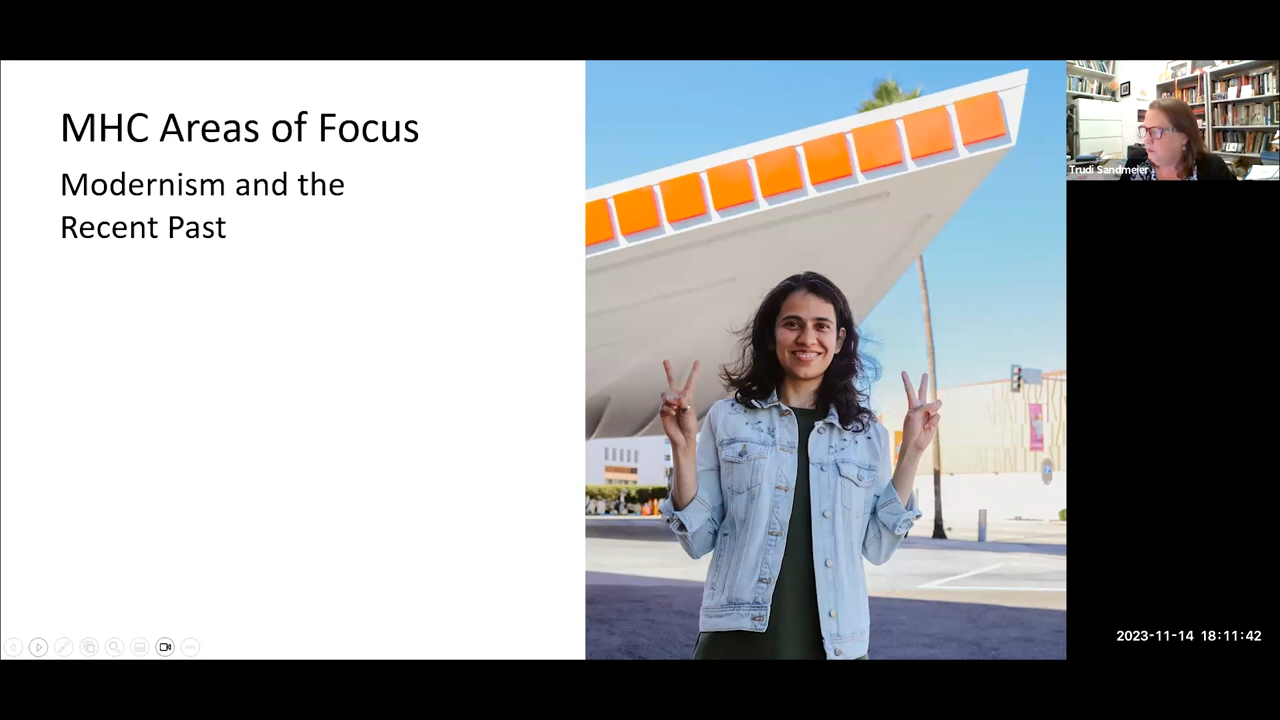 MHC Areas of Focus
Modernism and the
Recent Past
Trudi Sandmeier
2023-11-14 18:11:42